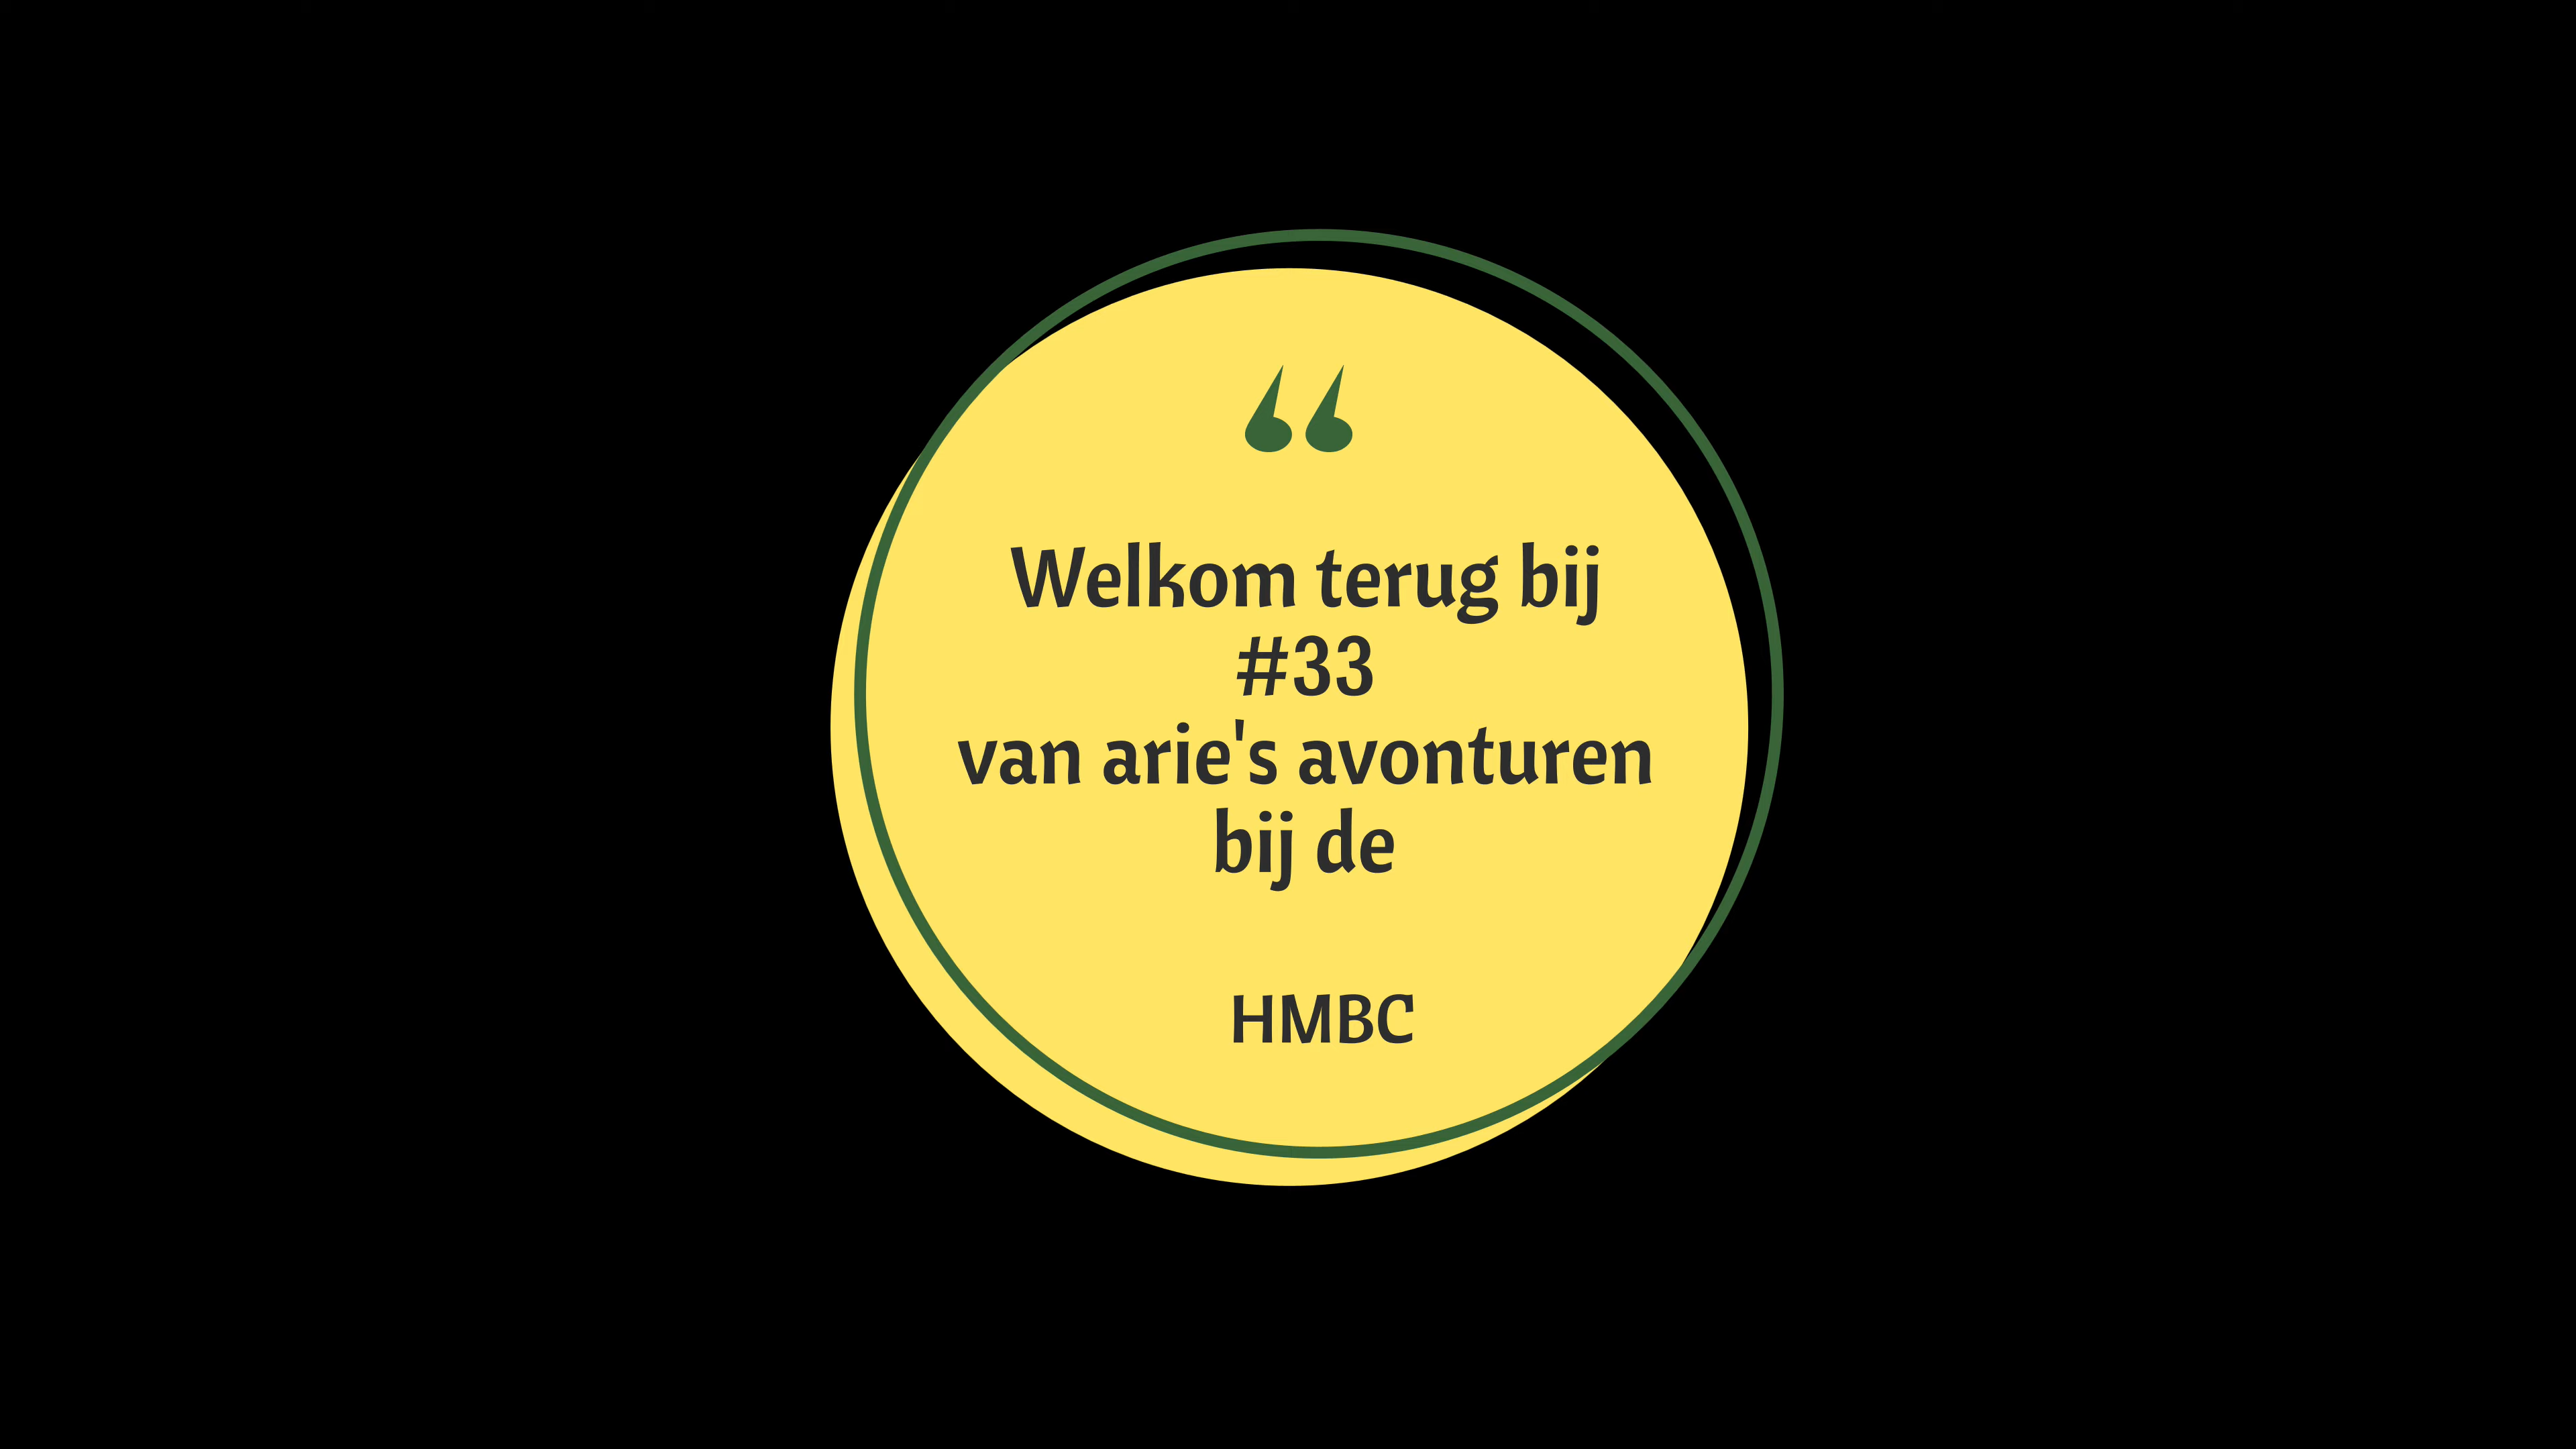 “
Welkom terug bij
#33
van arie's avonturen
bij de
HMBC